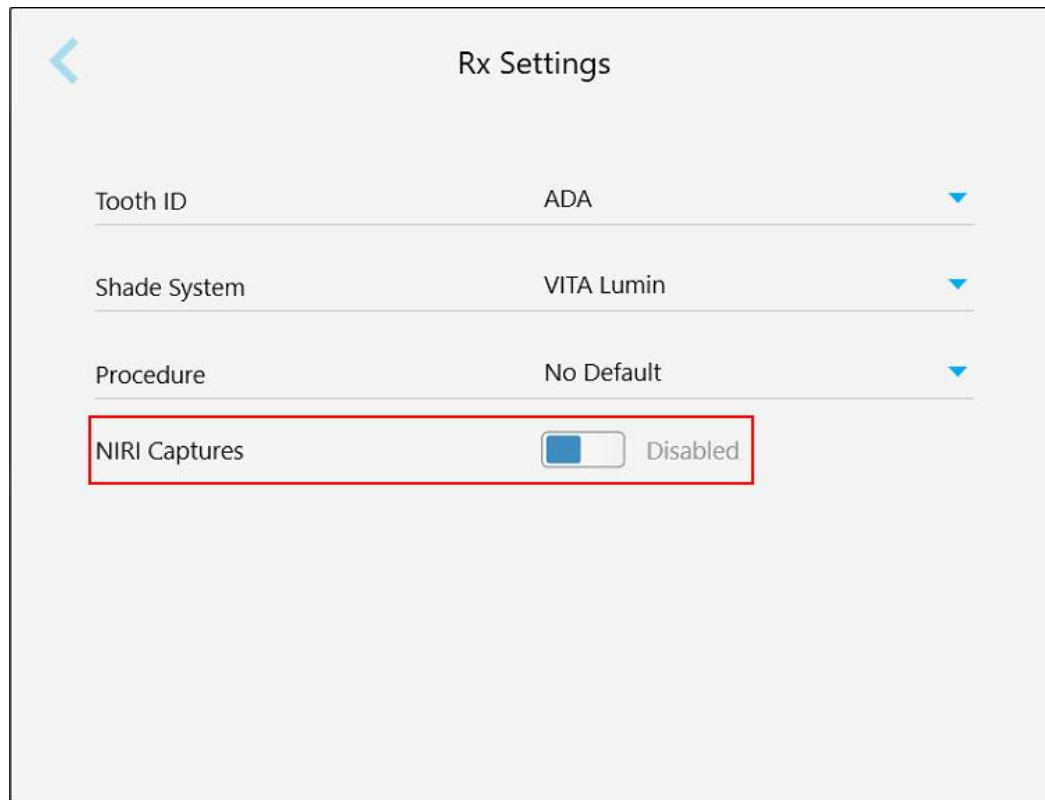 Rx Settings
Tooth ID ADA
Shade System VITA Lumin
Procedure No Default
NIRI Captures Disabled